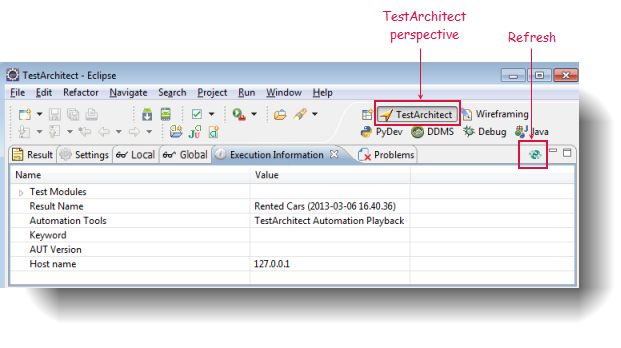 TestArchitect
perspective
Refresh
TestArchitect - Eclipse
File Edit Refactor Navigate Search Project Run Window Help
TestArchitect Wireframing
PyDev DDMS Debug Java
Result Settings Local Global Execution Information Problems
Name Value
Test Modules
Result Name Rented Cars (2013-03-06 16.40.36)
Automation Tools TestArchitect Automation Playback
Keyword
AUT Version
Host name 127.0.0.1